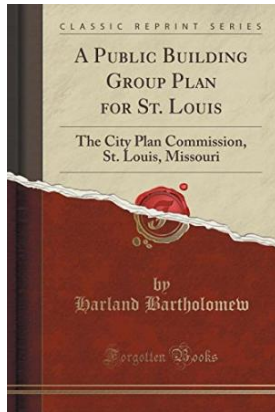 CLASSIC REPRINT SERIES
A PUBLIC BUILDING
GROUP PLAN
FOR ST. LOUIS
The City Plan Commission,
St. Louis, Missouri
by
Harland Bartholomew
Forgotten Books